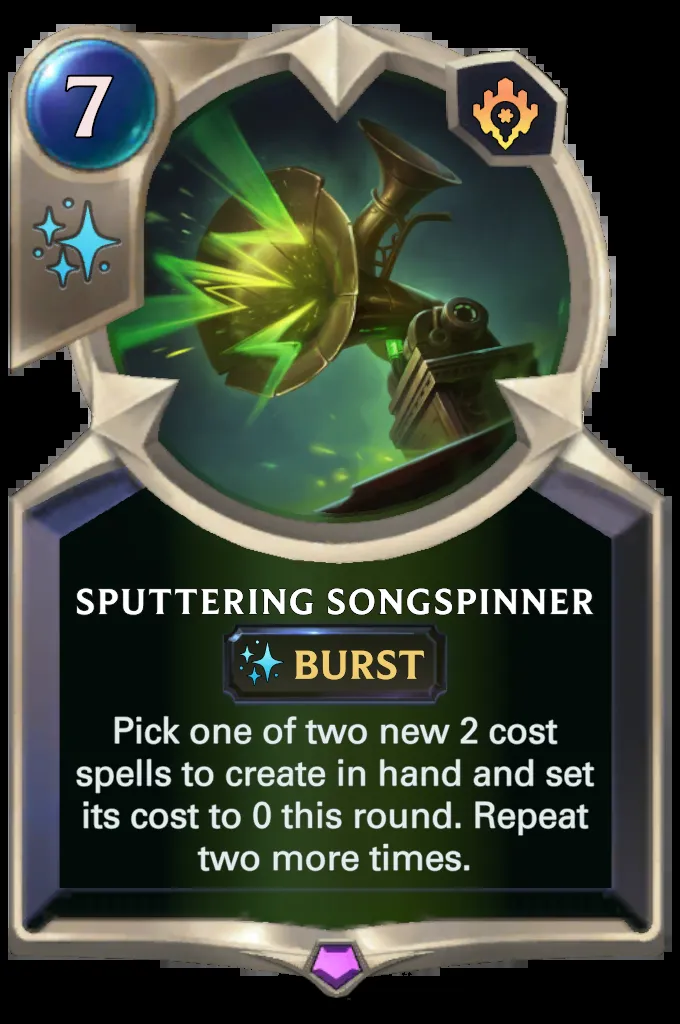 7
SPUTTERING SONGSPINNER
BURST
Pick one of two new 2 cost
spells to create in hand and set
its cost to 0 this round. Repeat
two more times.